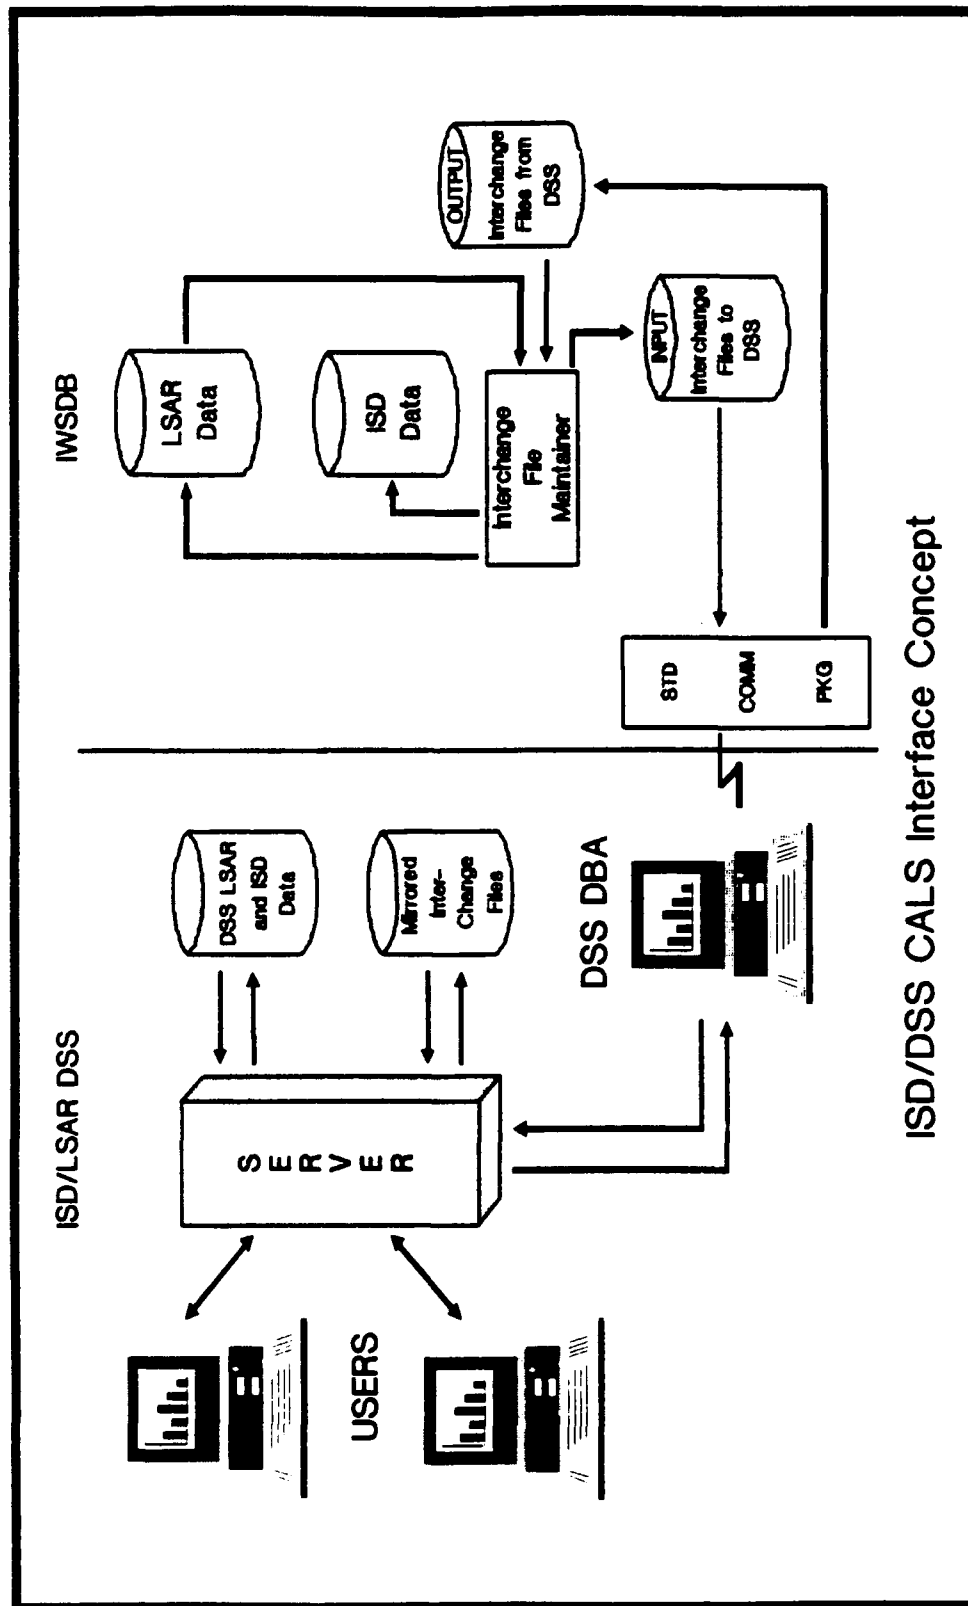 ISD/LSAR DSS
IWSDB
USERS
S
E
R
V
E
R
DSS LSAR
and ISD
Data
Mirrored
Inter-
Change
Files
DSS DBA
LSAR
Data
ISD
Data
Interchange
File
Maintainer
OUTPUT
Interchange
Files from
DSS
INPUT
Interchange
Files to
DSS
STD
COMM
PKG
ISD/DSS CALS Interface Concept